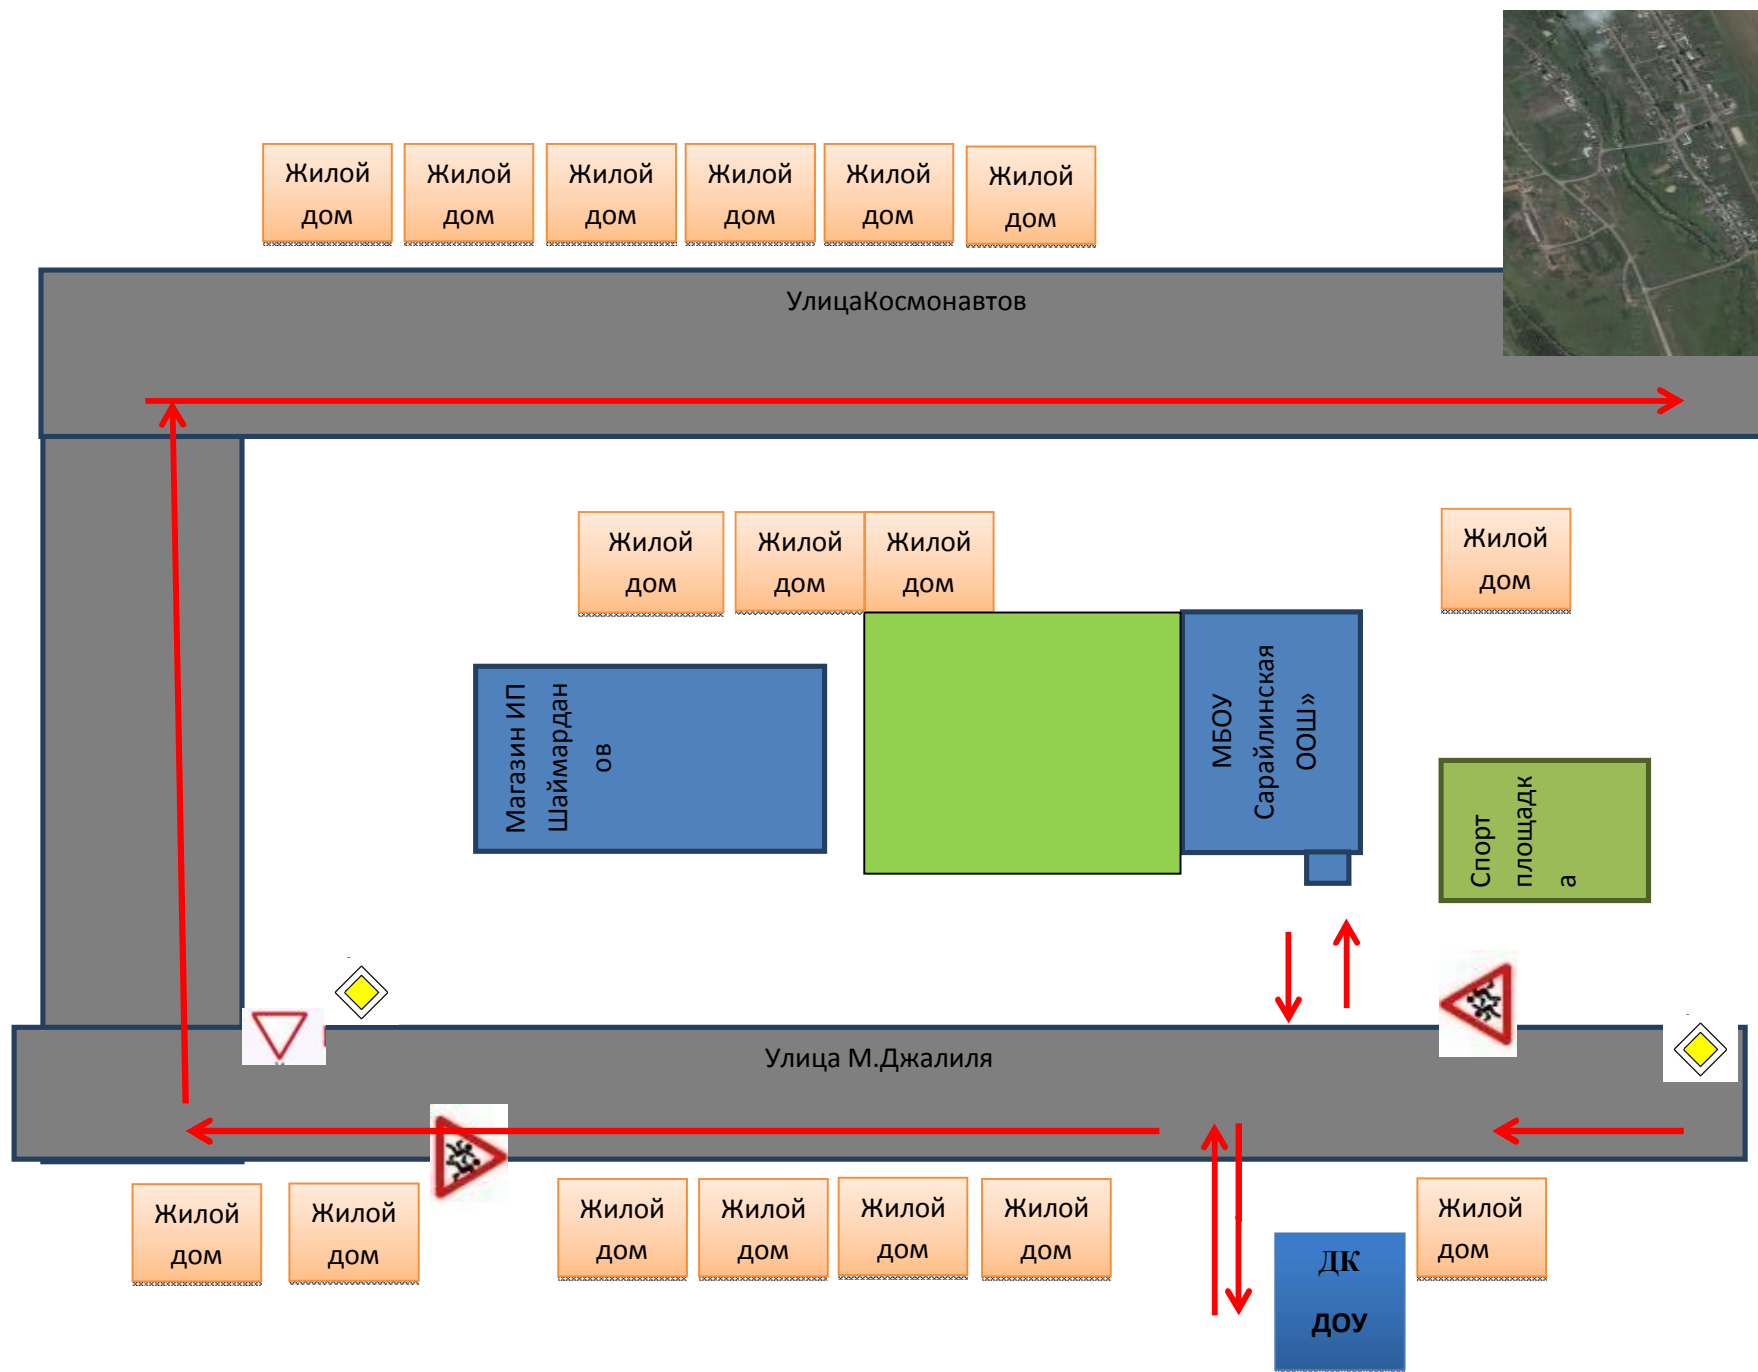 Жилой
дом
Жилой
дом
Жилой
дом
Жилой
дом
Жилой
дом
Жилой
дом
УлицаКосмонавтов
Жилой
дом
Жилой
дом
Жилой
дом
Жилой
дом
Магазин ИП
Шаймардан
ов
МБОУ
Сарайлинская
ООШ»
Спорт
площадк
а
Улица М.Джалиля
Жилой
дом
Жилой
дом
Жилой
дом
Жилой
дом
Жилой
дом
Жилой
дом
Жилой
дом
ДК
ДОУ